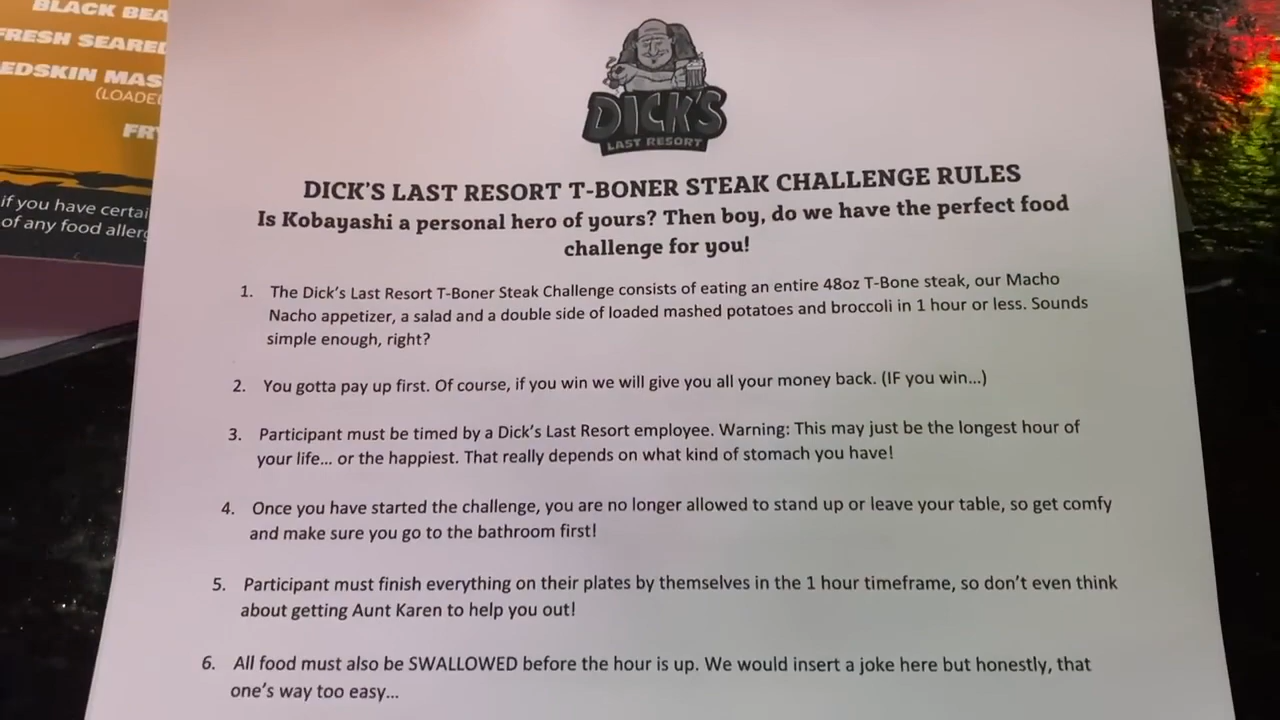 BLACK BEA
FRESH SEARED
EDSKIN MAS
(LOADE
FR
if you have certai
of any food allerg
DICK'S
LAST RESORT
DICK'S LAST RESORT T-BONER STEAK CHALLENGE RULES
Is Kobayashi a personal hero of yours? Then boy, do we have the perfect food
challenge for you!
1. The Dick's Last Resort T-Boner Steak Challenge consists of eating an entire 48oz T-Bone steak, our Macho
Nacho appetizer, a salad and a double side of loaded mashed potatoes and broccoli in 1 hour or less. Sounds
simple enough, right?
2. You gotta pay up first. Of course, if you win we will give you all your money back. (IF you win...)
3. Participant must be timed by a Dick's Last Resort employee. Warning: This may just be the longest hour of
your life... or the happiest. That really depends on what kind of stomach you have!
4. Once you have started the challenge, you are no longer allowed to stand up or leave your table, so get comfy
and make sure you go to the bathroom first!
5. Participant must finish everything on their plates by themselves in the 1 hour timeframe, so don't even think
about getting Aunt Karen to help you out!
6. All food must also be SWALLOWED before the hour is up. We would insert a joke here but honestly, that
one's way too easy...